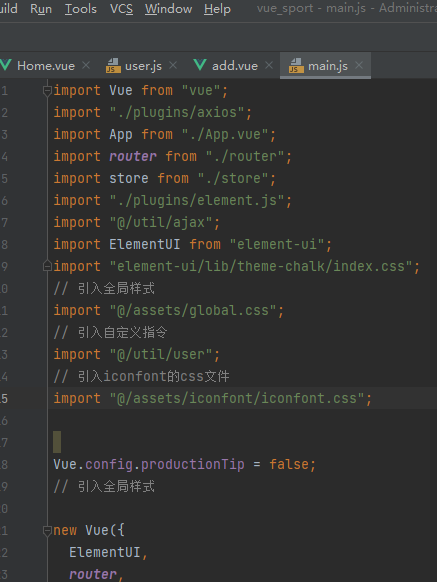 uild Run Tools VCS Window Help vue_sport - main.js - Administra
Home.vue user.js add.vue main.js
1 import Vue from "vue";
2 import "./plugins/axios";
3 import App from "./App.vue";
4 import router from "./router";
5 import store from "./store";
6 import "./plugins/element.js";
7 import "@/util/ajax";
8 import ElementUI from "element-ui";
9 import "element-ui/lib/theme-chalk/index.css";
0 // 引入全局样式
1 import "@/assets/global.css";
2 // 引入自定义指令
3 import "@/util/user";
4 // 引入iconfont的css文件
5 import "@/assets/iconfont/iconfont.css";
6
7
8 Vue.config.productionTip = false;
9 // 引入全局样式
0
1 new Vue({
2 ElementUI,
3 router,